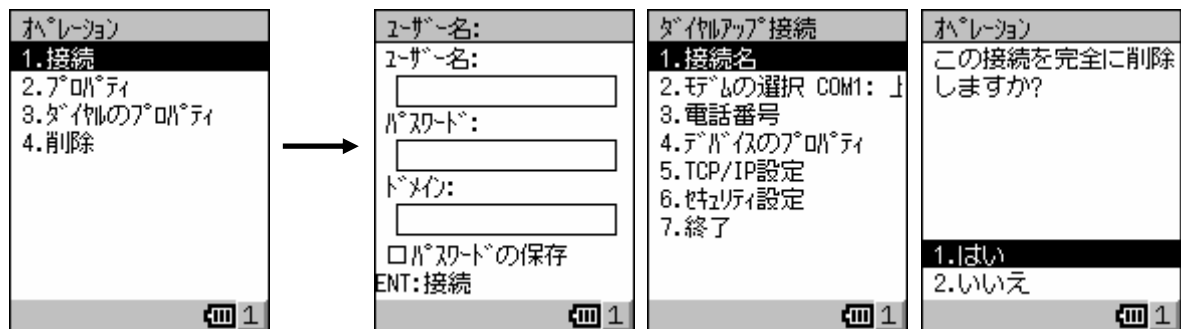 ｵﾍﾟﾚｰｼｮﾝ
1.接続
2.ﾌﾟﾛﾊﾟﾃｨ
3.ﾀﾞｲﾔﾙのﾌﾟﾛﾊﾟﾃｨ
4.削除
1
ﾕｰｻﾞｰ名:
ﾕｰｻﾞｰ名:
ﾊﾟｽﾜｰﾄﾞ:
ﾄﾞﾒｲﾝ:
ﾊﾟｽﾜｰﾄﾞの保存
ENT:接続
1
ﾀﾞｲﾔﾙｱｯﾌﾟ接続
1.接続名
2.ﾓﾃﾞﾑの選択 COM1: 上
3.電話番号
4.ﾃﾞﾊﾞｲｽのﾌﾟﾛﾊﾟﾃｨ
5.TCP/IP設定
6.ｾｷｭﾘﾃｨ設定
7.終了
1
ｵﾍﾟﾚｰｼｮﾝ
この接続を完全に削除
しますか?
1.はい
2.いいえ
1